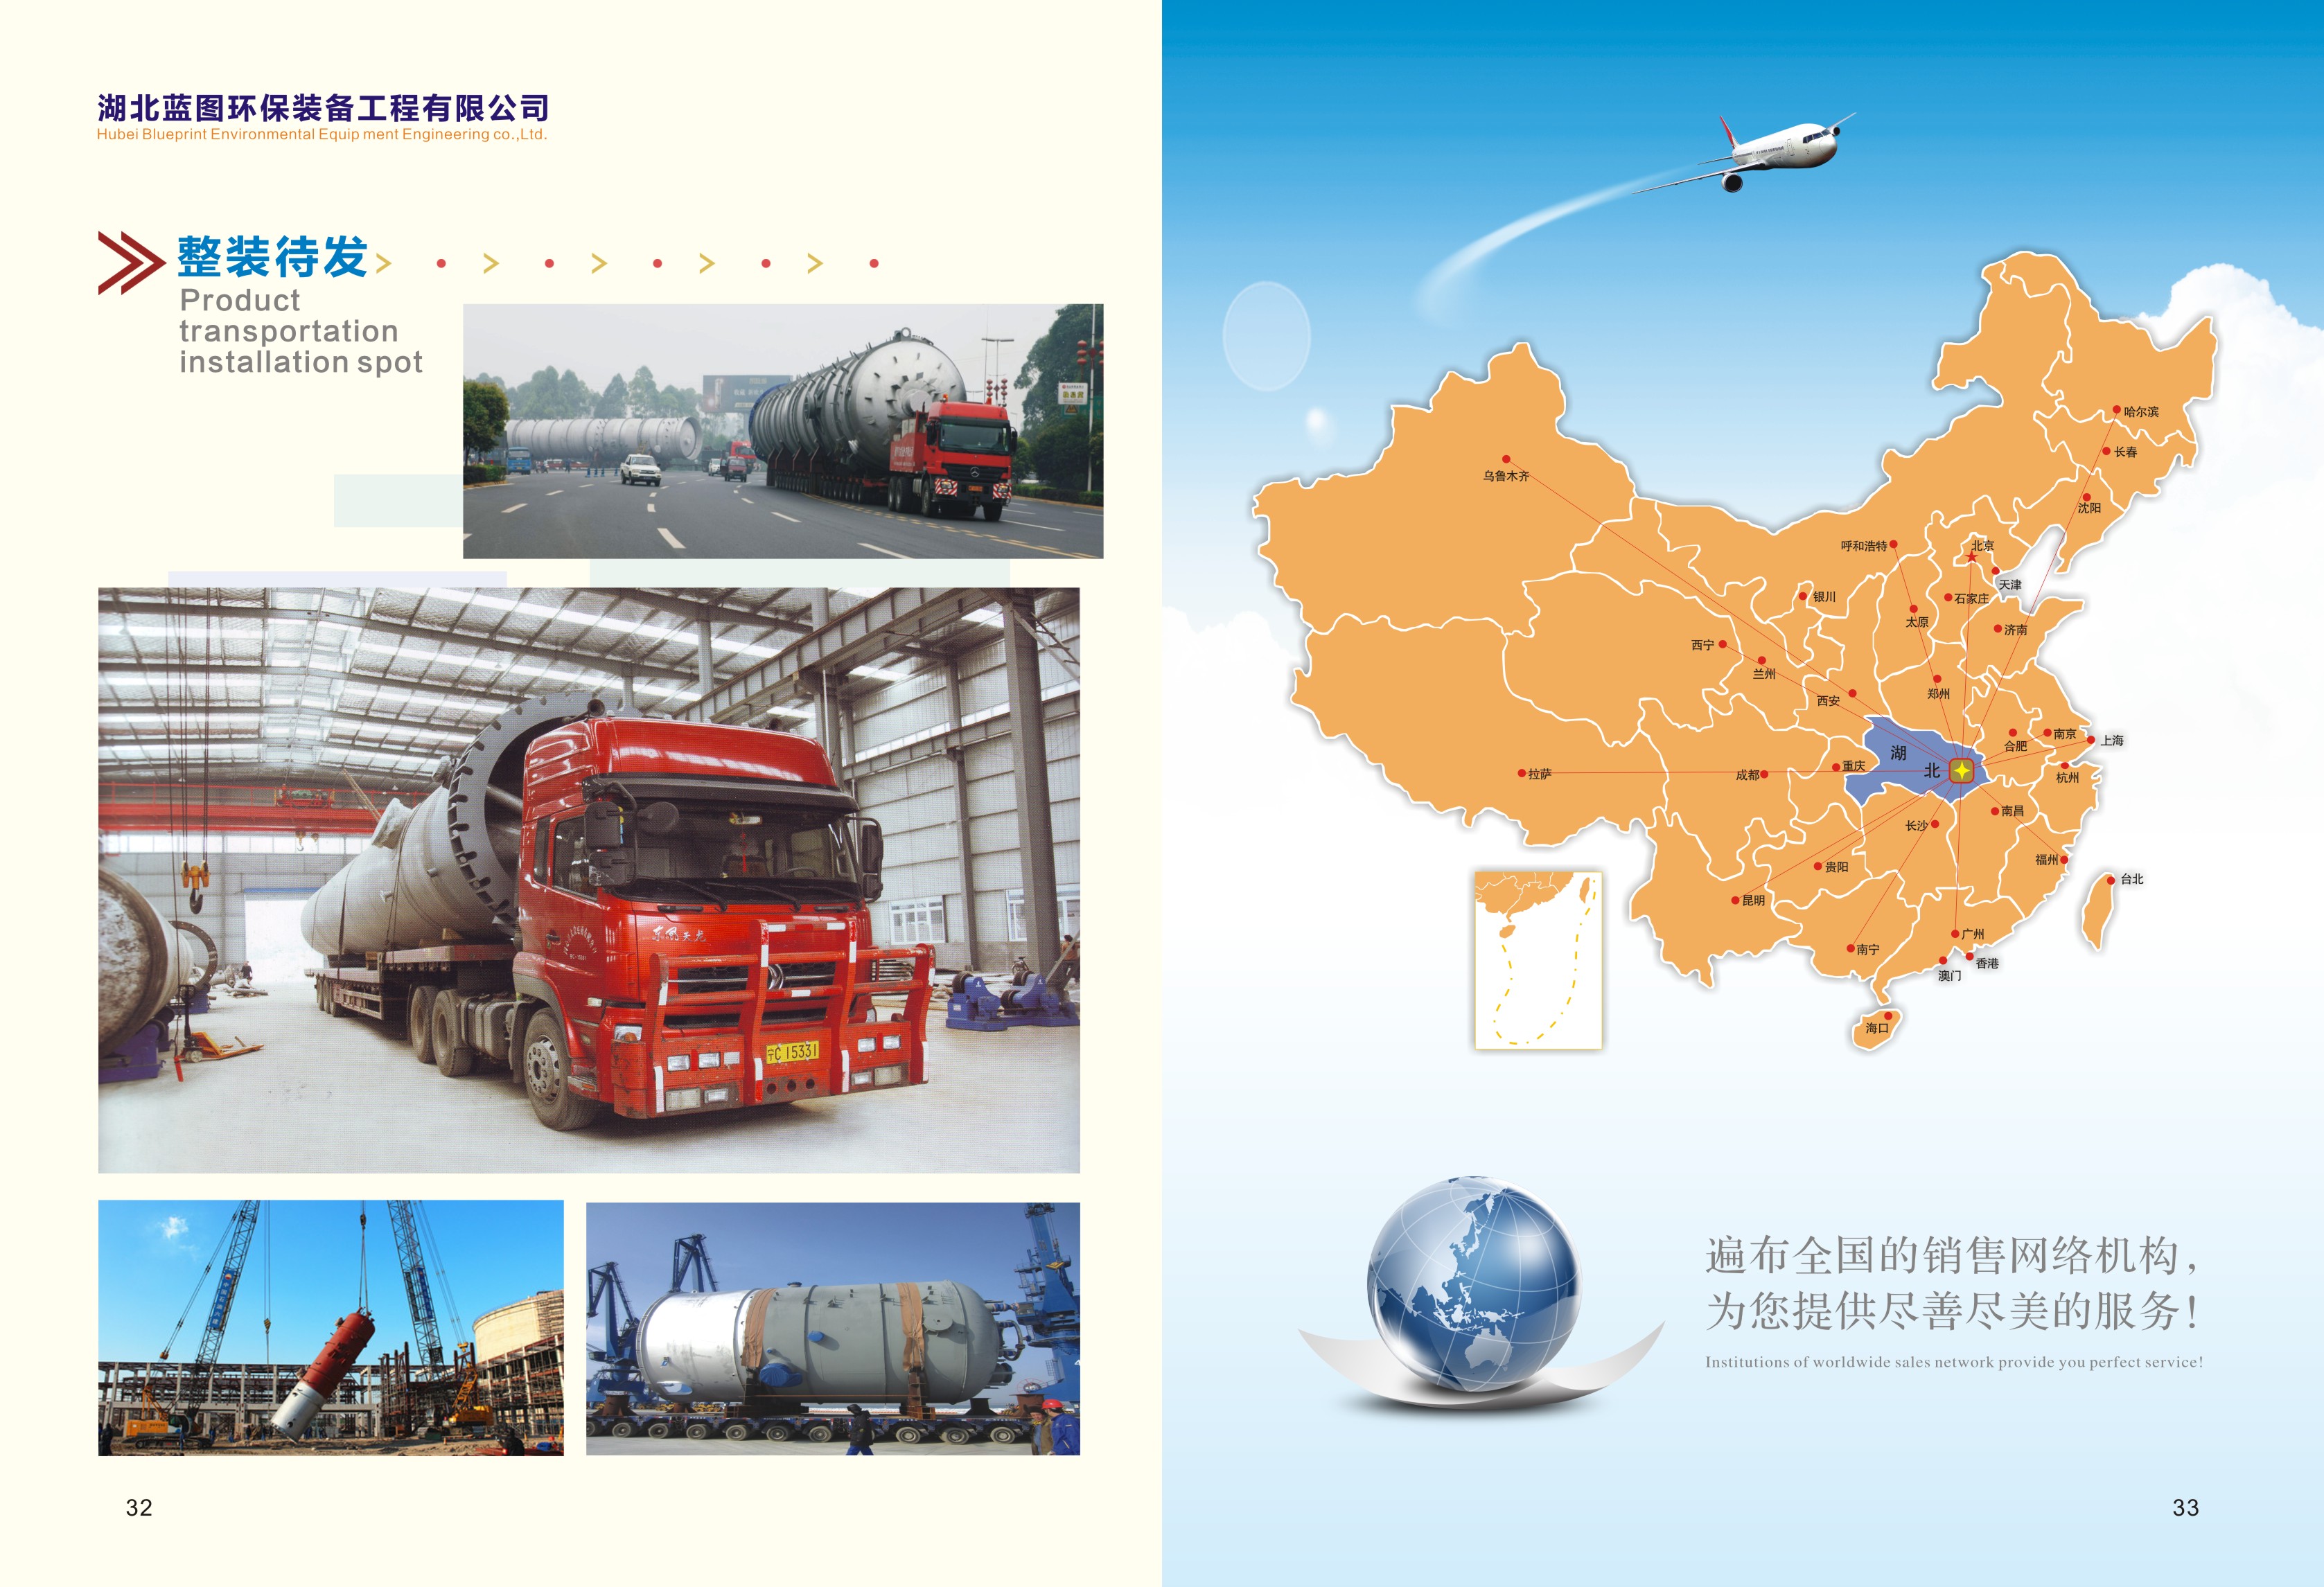 湖北蓝图环保装备工程有限公司
Hubei Blueprint Environmental Equip ment Engineering co.,Ltd.
整装待发
Product
transportation
installation spot
东风天龙
宁C 15331
32
哈尔滨
长春
沈阳
乌鲁木齐
呼和浩特
北京
天津
银川
石家庄
太原
济南
西宁
兰州
西安
郑州
湖
北
合肥
南京
上海
拉萨
成都
重庆
杭州
南昌
长沙
福州
贵阳
台北
昆明
广州
南宁
香港
澳门
海口
遍布全国的销售网络机构，
为您提供尽善尽美的服务！
Institutions of worldwide sales network provide you perfect service!
33